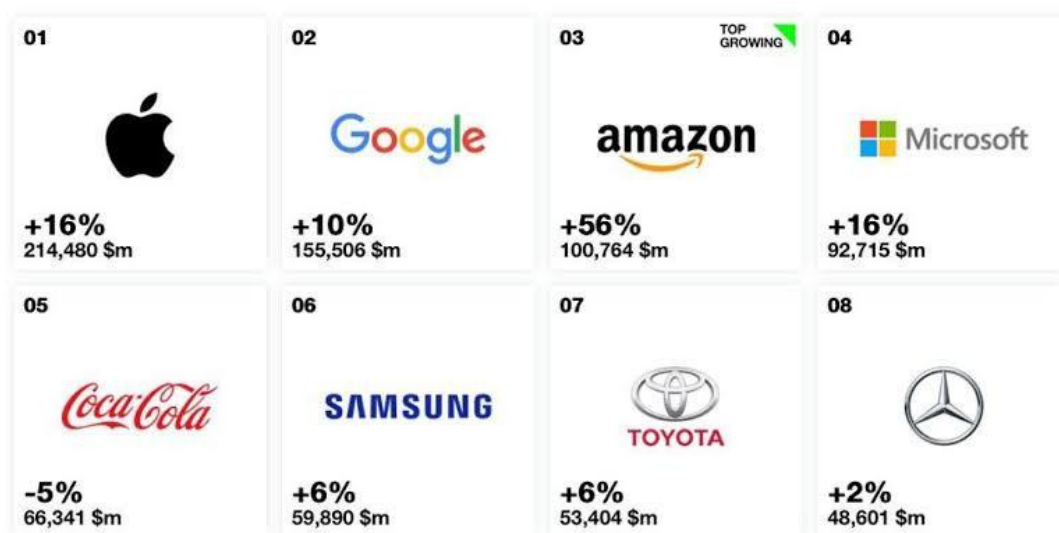 01
02
03
TOP
GROWING
04
Google
amazon
Microsoft
+16%
214,480 $m
+10%
155,506 $m
+56%
100,764 $m
+16%
92,715 $m
05
06
07
08
Coca-Cola
SAMSUNG
TOYOTA
-5%
66,341 $m
+6%
59,890 $m
+6%
53,404 $m
+2%
48,601 $m